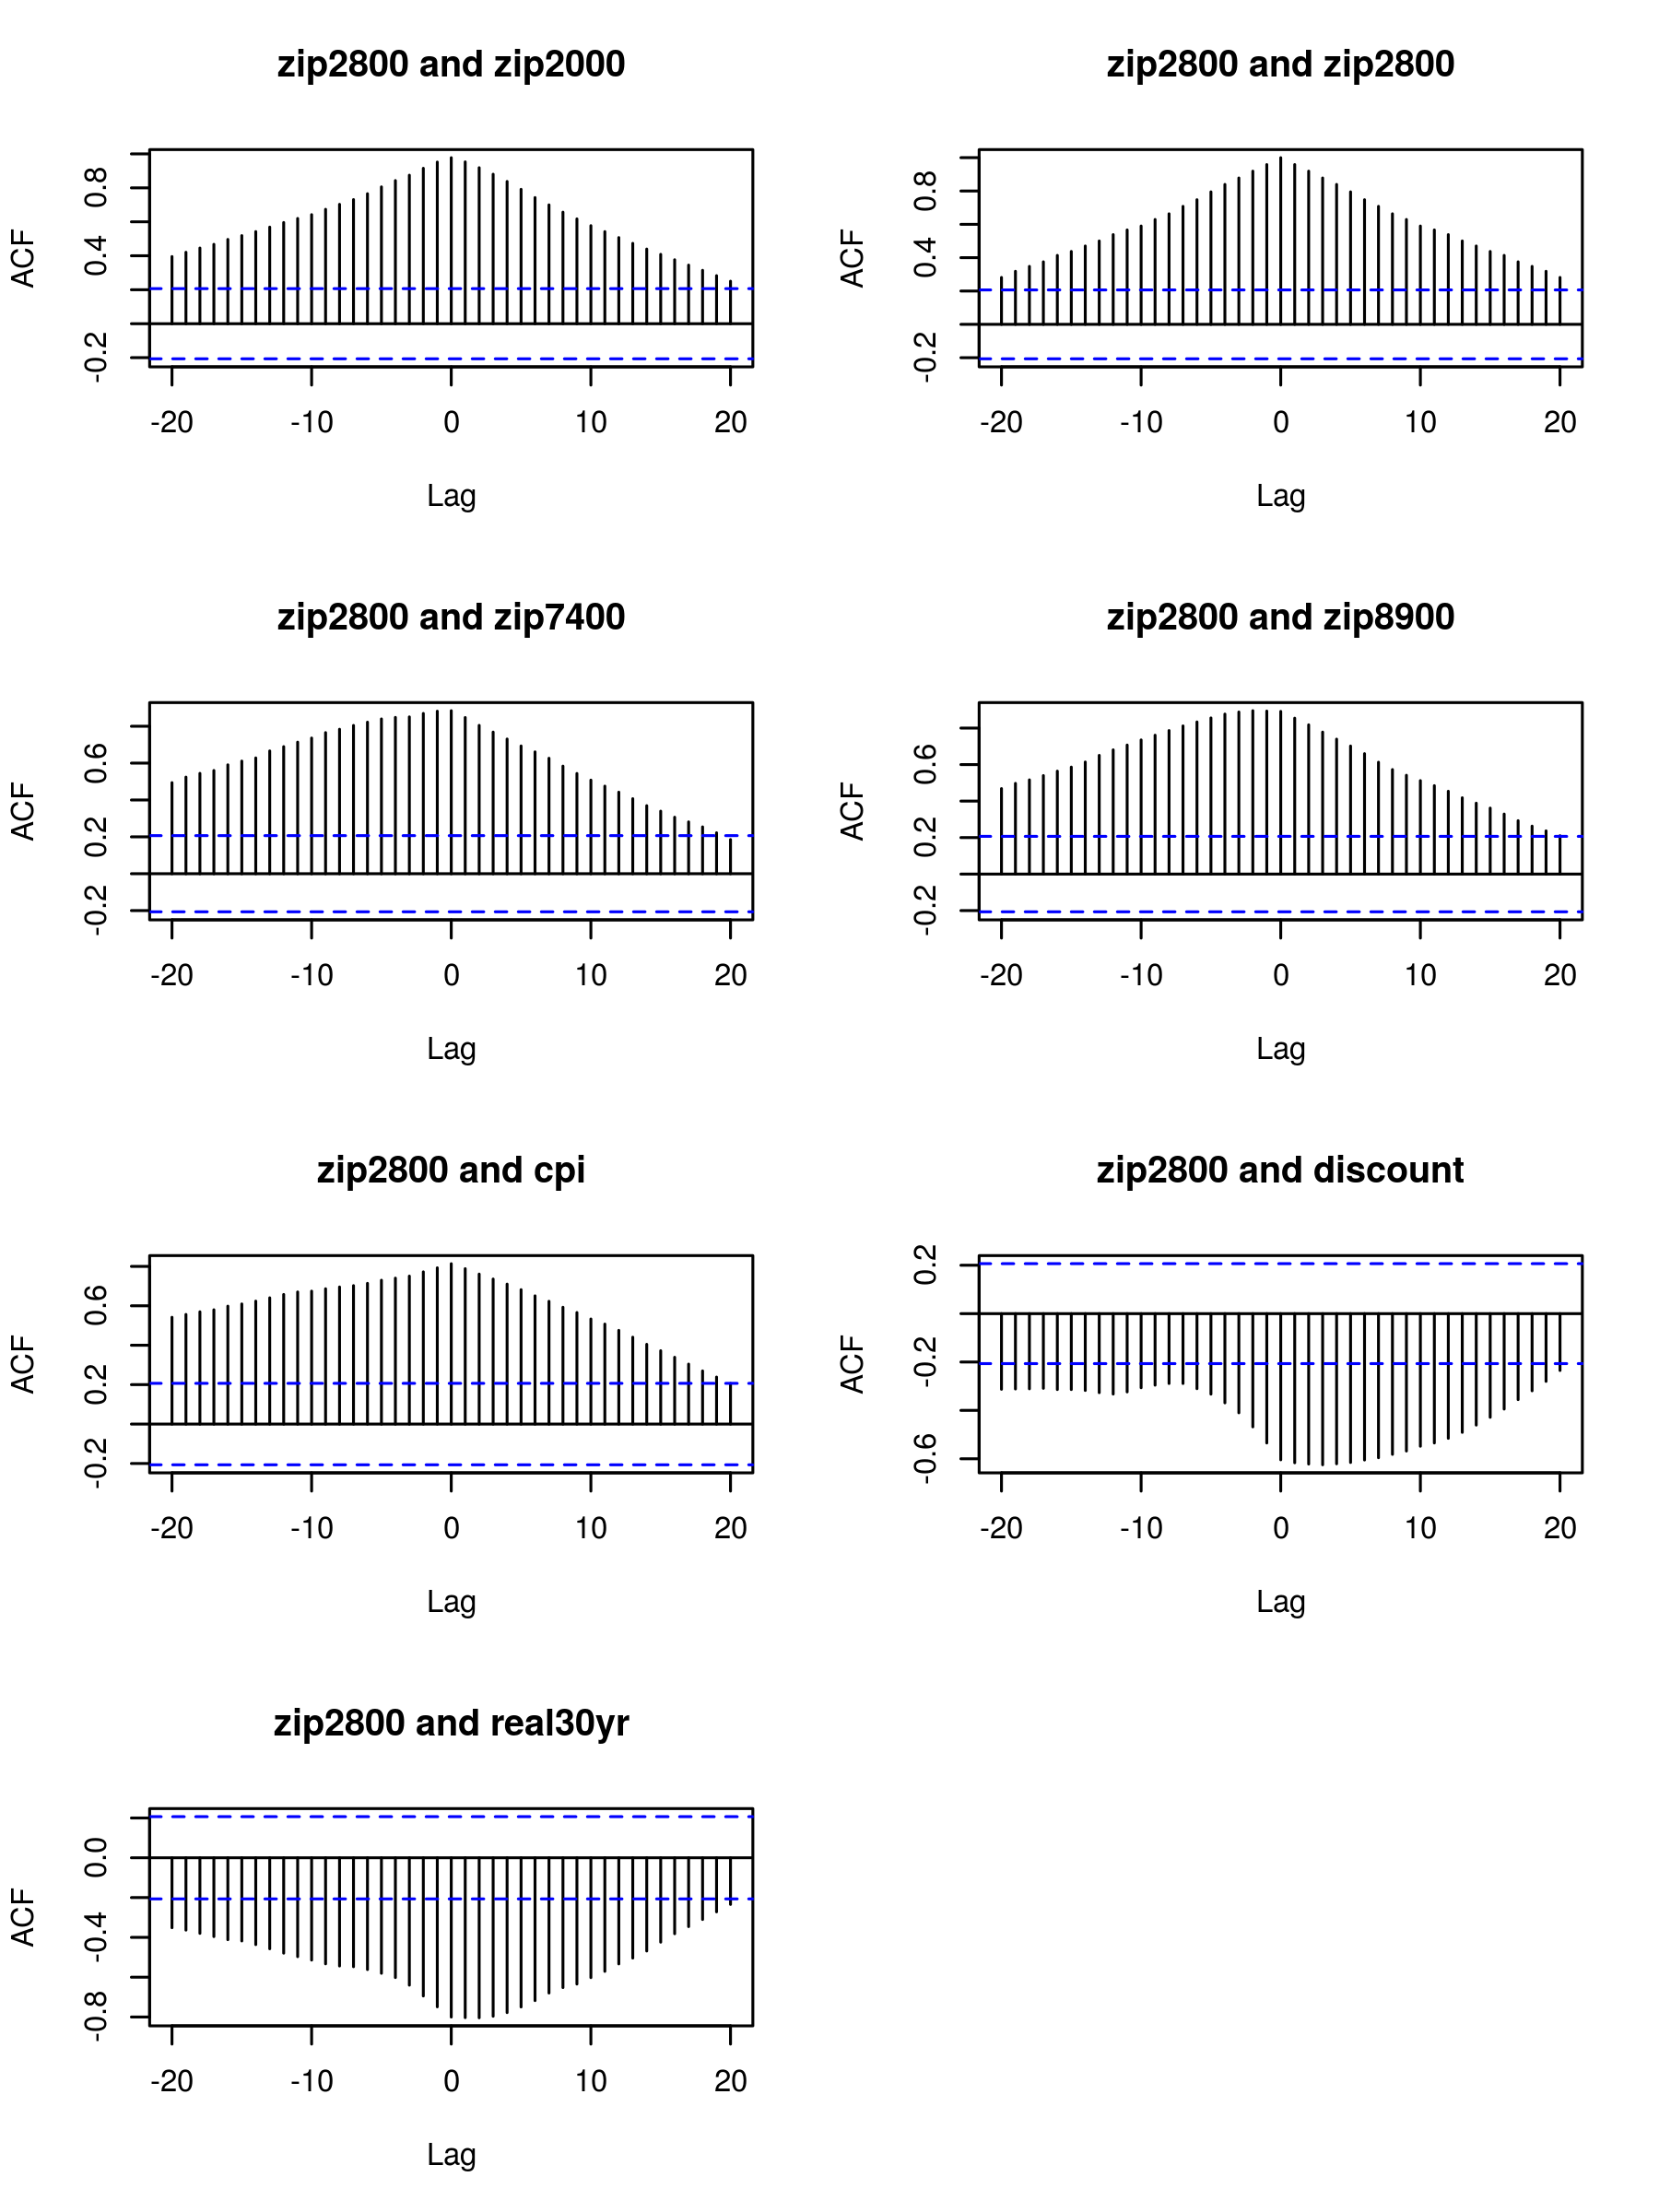 zip2800 and zip2000
ACF
0.8
0.4
-0.2
-20 -10 0 10 20
Lag
zip2800 and zip2800
ACF
0.8
0.4
-0.2
-20 -10 0 10 20
Lag
zip2800 and zip7400
ACF
0.6
0.2
-0.2
-20 -10 0 10 20
Lag
zip2800 and zip8900
ACF
0.6
0.2
-0.2
-20 -10 0 10 20
Lag
zip2800 and cpi
ACF
0.6
0.2
-0.2
-20 -10 0 10 20
Lag
zip2800 and discount
ACF
0.2
-0.2
-0.6
-20 -10 0 10 20
Lag
zip2800 and real30yr
ACF
0.0
-0.4
-0.8
-20 -10 0 10 20
Lag